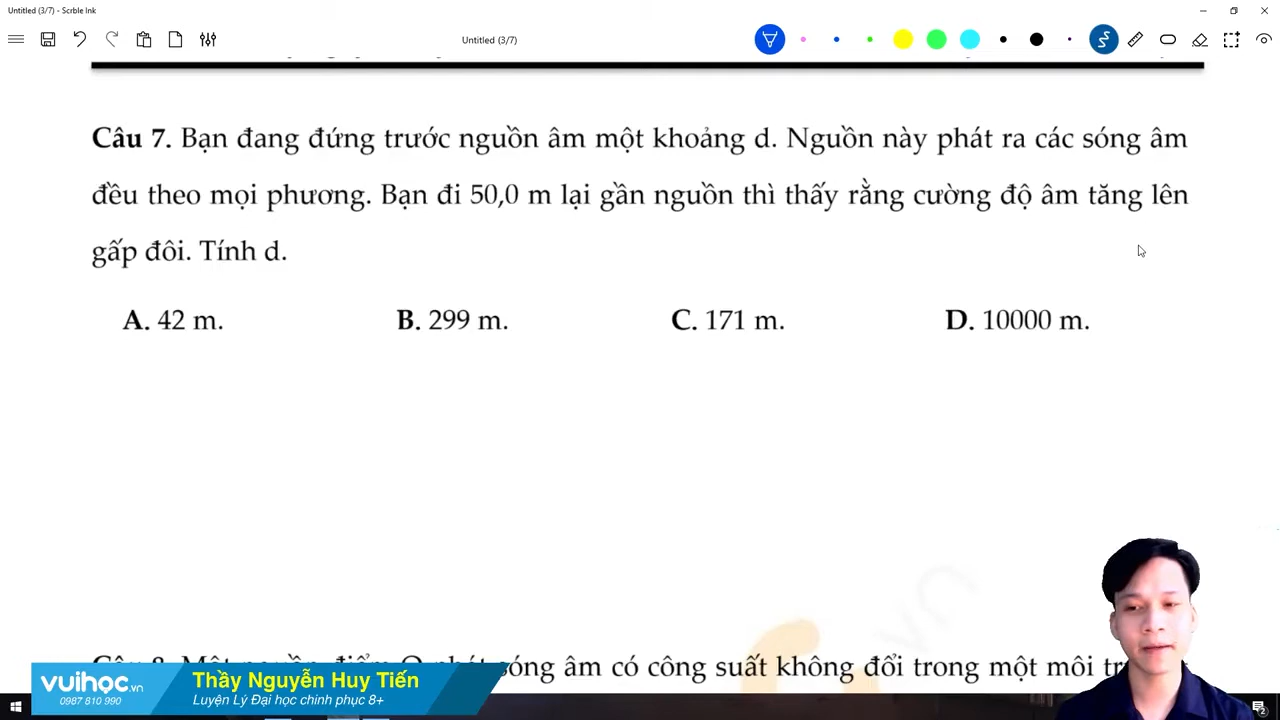 Untitled (3/7) - Scrble Ink
Untitled (3/7)
Câu 7. Bạn đang đứng trước nguồn âm một khoảng d. Nguồn này phát ra các sóng âm
đều theo mọi phương. Bạn đi 50,0 m lại gần nguồn thì thấy rằng cường độ âm tăng lên
gấp đôi. Tính d.
A. 42 m. B. 299 m. C. 171 m. D. 10000 m.
sóng âm có công suất không đổi trong một môi
vuihọc.vn
0987 810 990
Thầy Nguyễn Huy Tiến
Luyện Lý Đại học chinh phục 8+
2